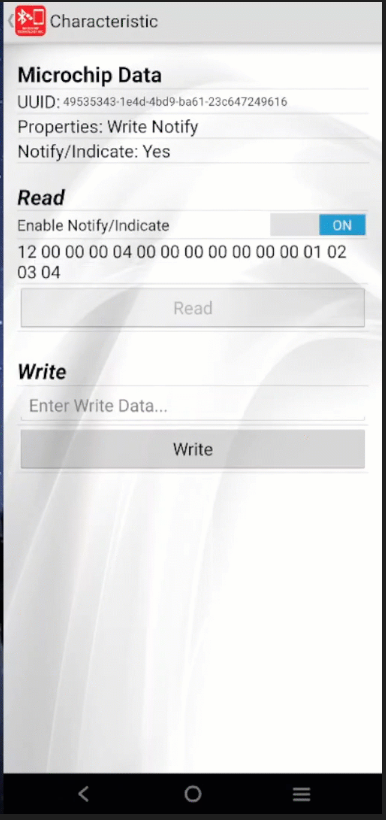 Characteristic
Microchip Data
UUID: 49535343-1e4d-4bd9-ba61-23c647249616
Properties: Write Notify
Notify/Indicate: Yes
Read
Enable Notify/Indicate ON
12 00 00 00 04 00 00 00 00 00 00 00 01 02
03 04
Read
Write
Enter Write Data...
Write